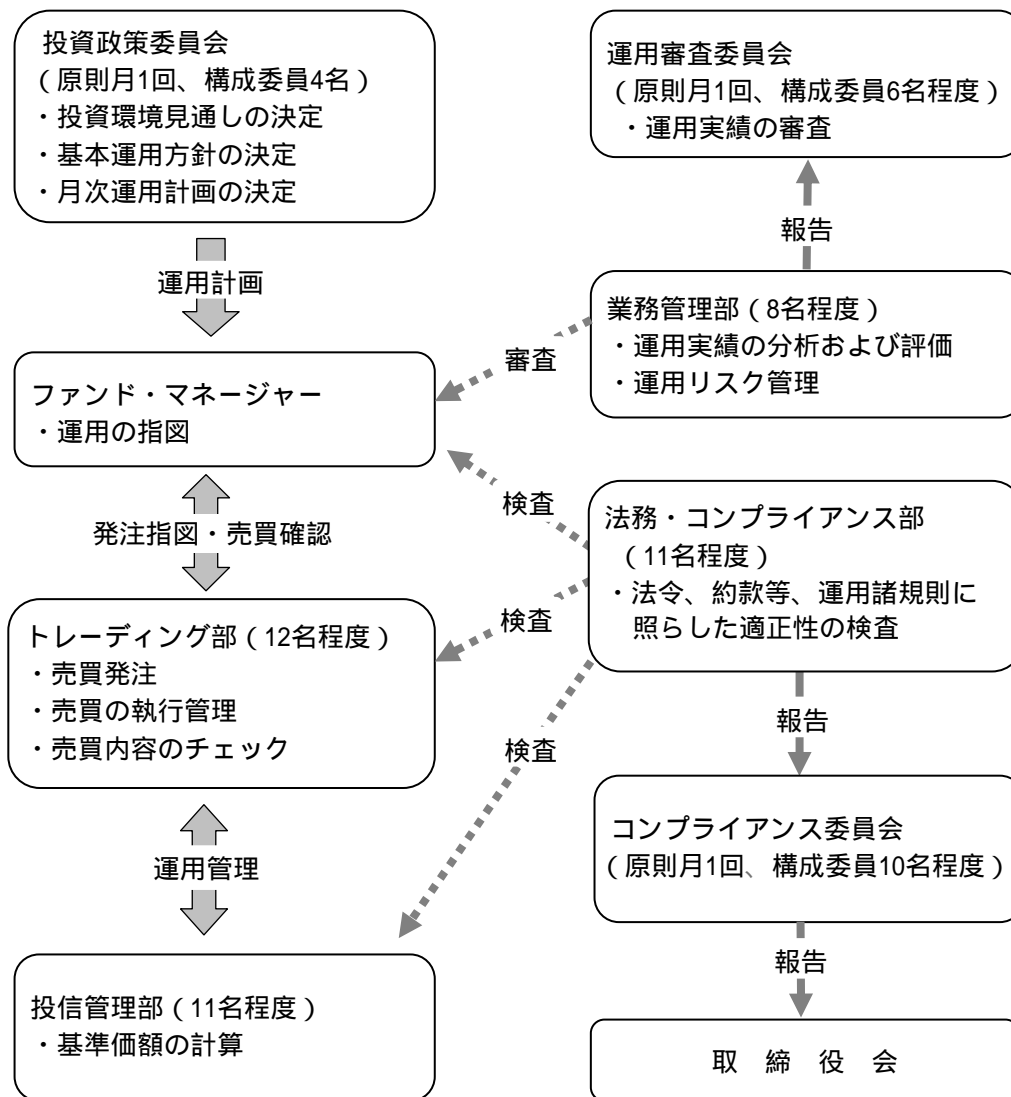 投資政策委員会
(原則月1回、構成委員4名)
・投資環境見通しの決定
・基本運用方針の決定
・月次運用計画の決定
運用計画
ファンド・マネージャー
・運用の指図
発注指図・売買確認
トレーディング部(12名程度)
・売買発注
・売買の執行管理
・売買内容のチェック
運用管理
投信管理部(11名程度)
・基準価額の計算
運用審査委員会
(原則月1回、構成委員6名程度)
・運用実績の審査
報告
業務管理部(8名程度)
・運用実績の分析および評価
・運用リスク管理
審査
検査
法務・コンプライアンス部
(11名程度)
・法令、約款等、運用諸規則に
照らした適正性の検査
検査
検査
報告
コンプライアンス委員会
(原則月1回、構成委員10名程度)
報告
取 締 役 会